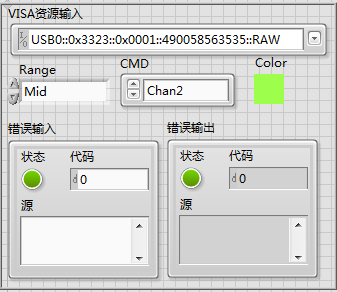 VISA资源输入
I/O USB0::0x3323::0x0001::490058563535::RAW
Range CMD Color
Mid Chan2
错误输入 错误输出
状态 代码 状态 代码
d 0 d 0
源 源